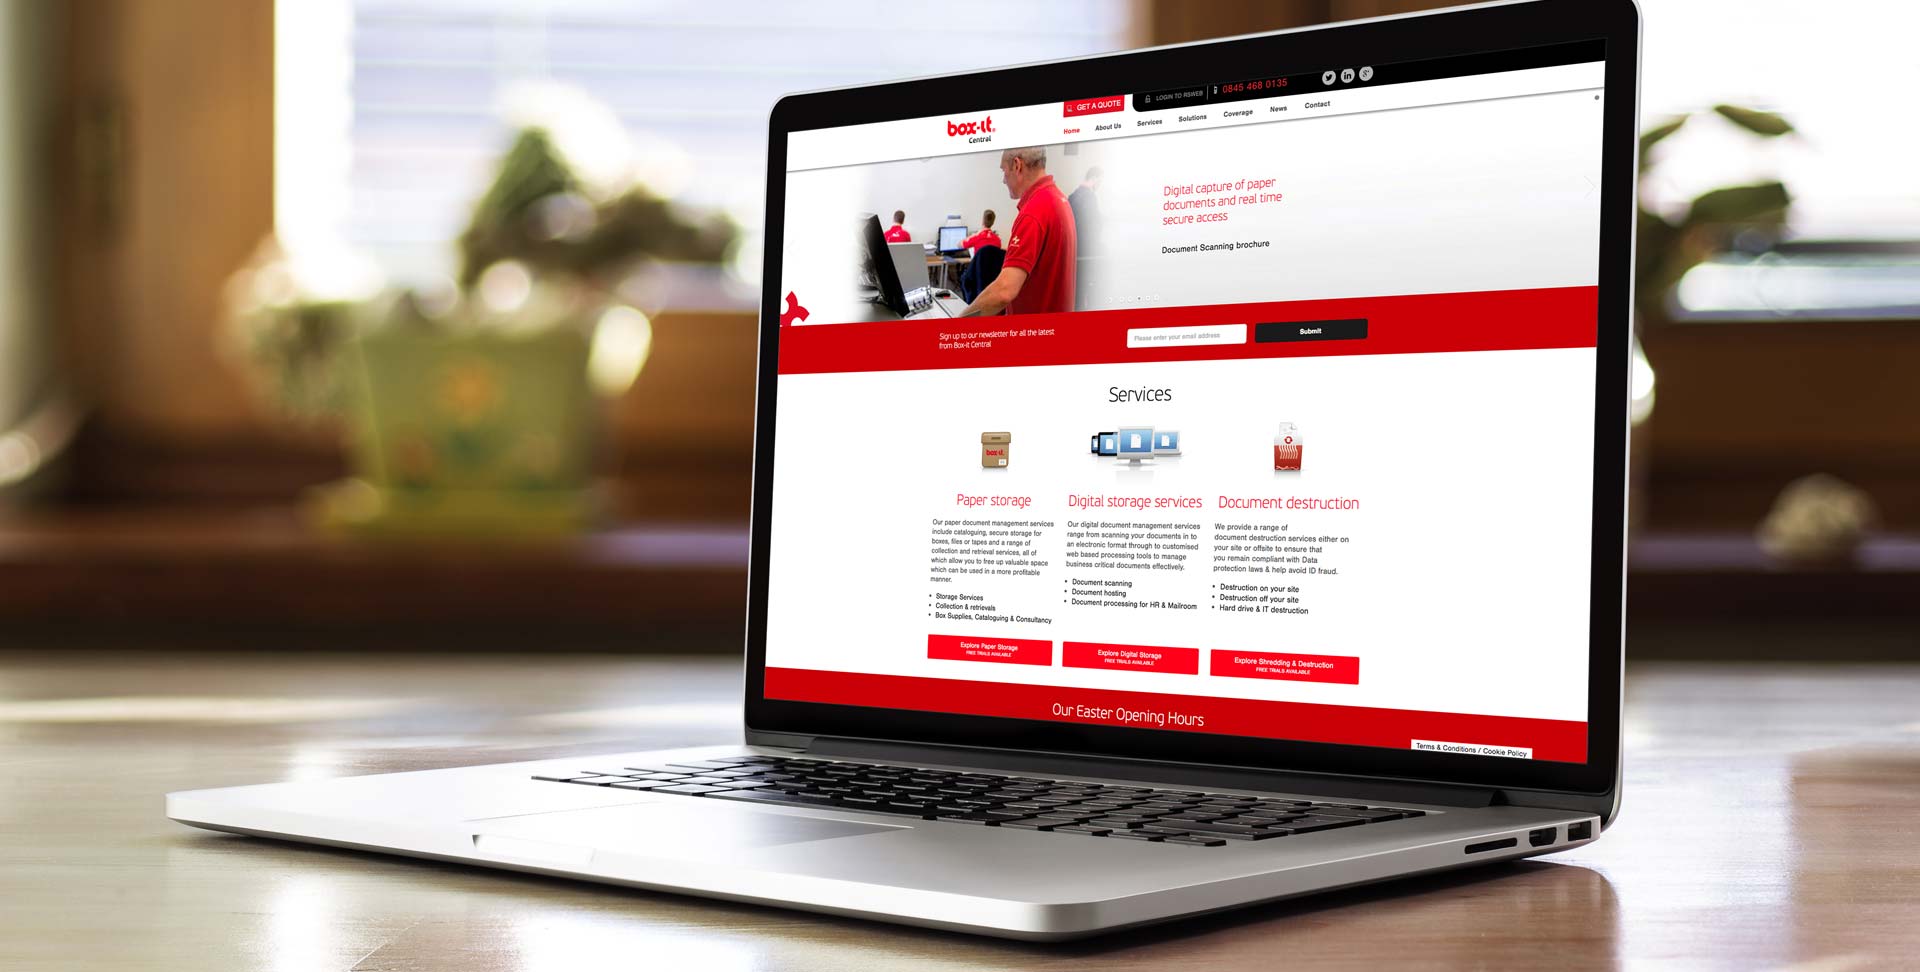 GET A QUOTE
LOGIN TO RSWEB
0845 468 0135
box-it
Central
Home About Us Services Solutions Coverage News Contact
Digital capture of paper
documents and real time
secure access
Document Scanning brochure
Sign up to our newsletter for all the latest
from Box-it Central
Please enter your email address
Submit
Services
box-it
Paper storage
Our paper document management services
include cataloguing, secure storage for
boxes, files or tapes and a range of
collection and retrieval services, all of
which allow you to free up valuable space
which can be used in a more profitable
manner.
• Storage Services
• Collection & retrievals
• Box Supplies, Cataloguing & Consultancy
Explore Paper Storage
FREE TRIALS AVAILABLE
Digital storage services
Our digital document management services
range from scanning your documents in to
an electronic format through to customised
web based processing tools to manage
business critical documents effectively.
• Document scanning
• Document hosting
• Document processing for HR & Mailroom
Explore Digital Storage
FREE TRIALS AVAILABLE
Document destruction
We provide a range of
document destruction services either on
your site or offsite to ensure that
you remain compliant with Data
protection laws & help avoid ID fraud.
• Destruction on your site
• Destruction off your site
• Hard drive & IT destruction
Explore Shredding & Destruction
FREE TRIALS AVAILABLE
Our Easter Opening Hours
Terms & Conditions / Cookie Policy